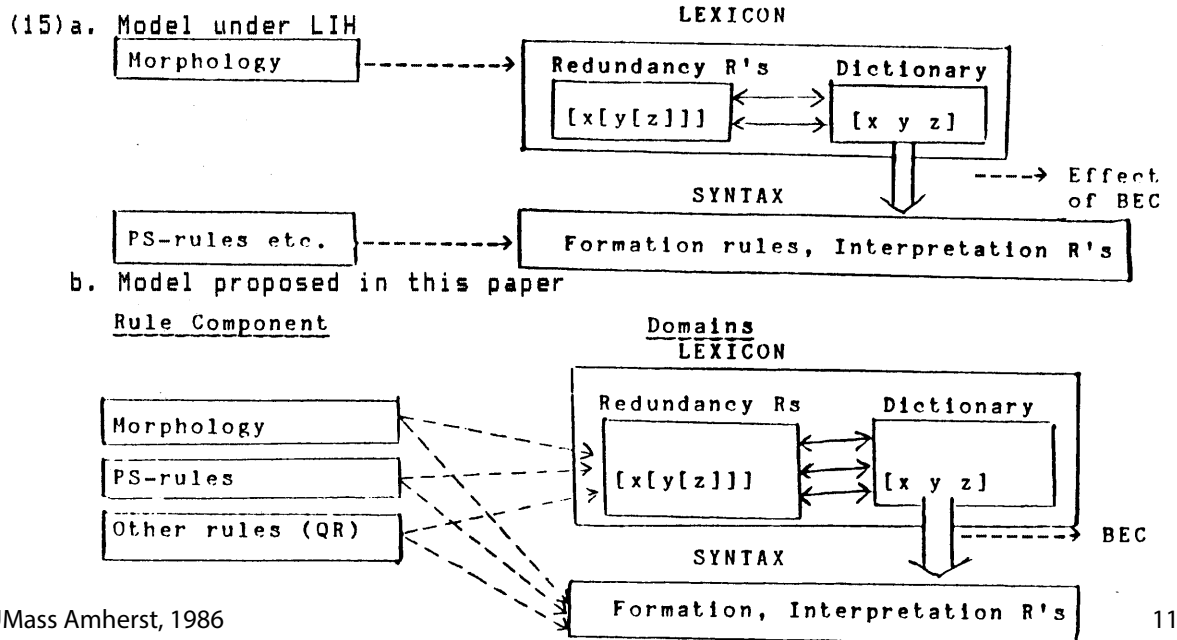 LEXICON
(15)a. Model under LIH
Morphology
Redundancy R's Dictionary
[x[y[z]]] [x y z]
Effect
of BEC
SYNTAX
PS-rules etc.
Formation rules, Interpretation R's
b. Model proposed in this paper
Rule Component Domains
LEXICON
Redundancy Rs Dictionary
Morphology
PS-rules
[x[y[z]]] [x y z]
Other rules (QR)
BEC
SYNTAX
Formation, Interpretation R's
UMass Amherst, 1986 11